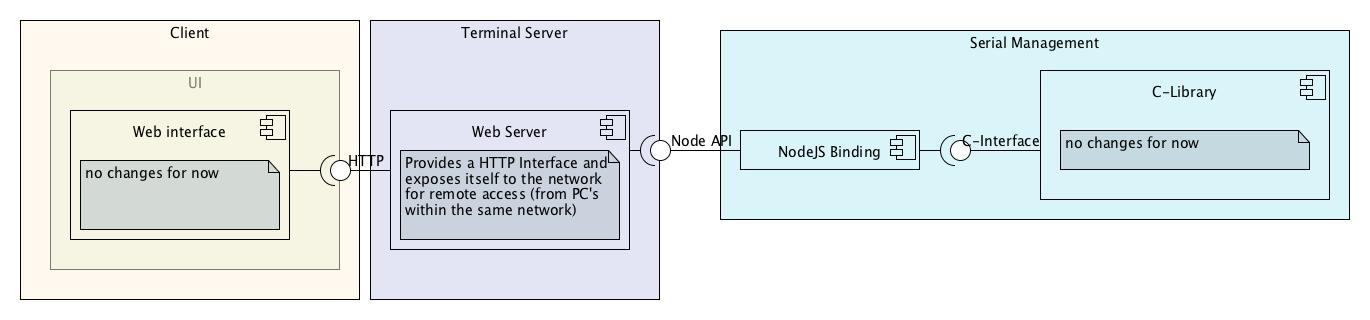 Client
UI
Web interface
no changes for now
HTTP
Terminal Server
Web Server
Provides a HTTP Interface and
exposes itself to the network
for remote access (from PC's
within the same network)
Node API
Serial Management
NodeJS Binding
C-Interface
C-Library
no changes for now